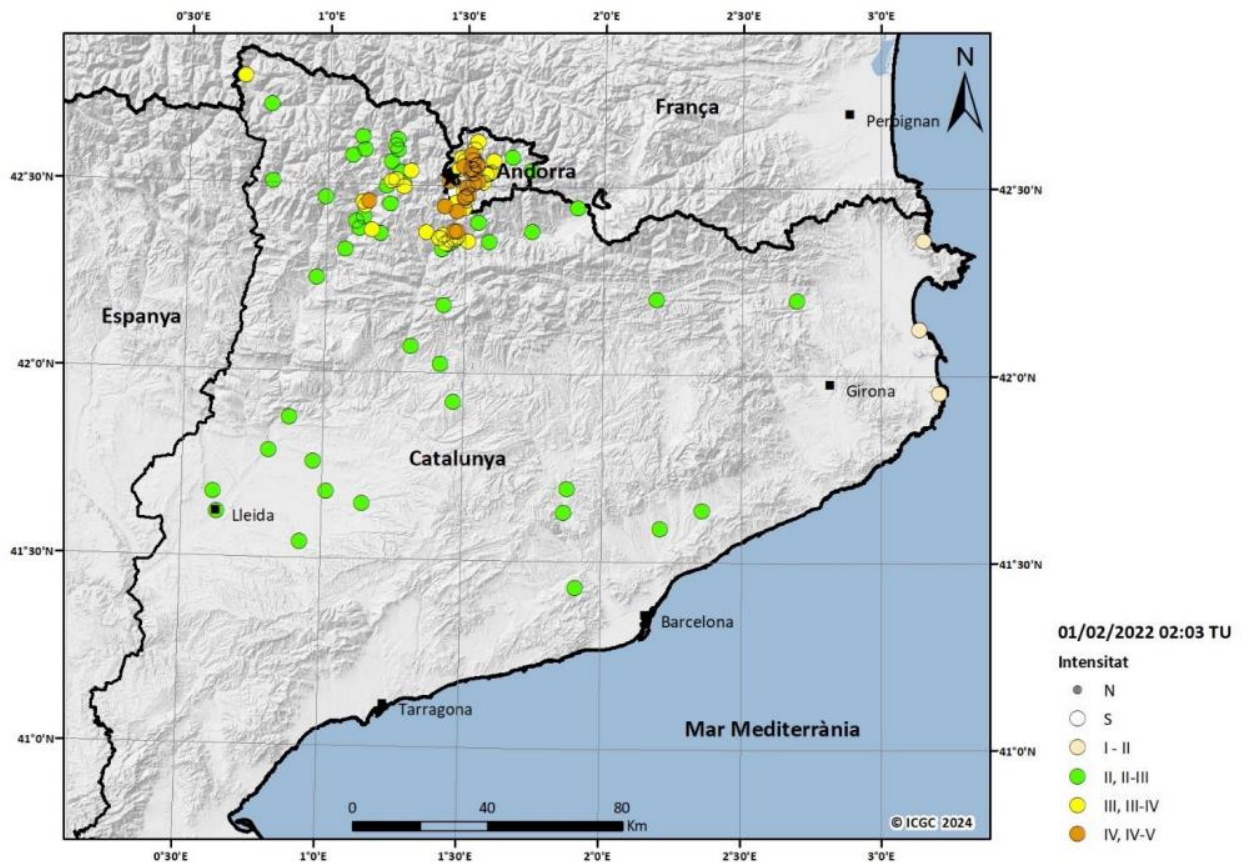 0°30'E 1°0'E 1°30'E 2°0'E 2°30'E 3°0'E
N
França
Perpignan
Andorra
42°30'N 42°30'N
Espanya
42°0'N 42°0'N
Girona
Catalunya
Lleida
41°30'N 41°30'N
Barcelona
Tarragona
Mar Mediterrània
41°0'N 41°0'N
0 40 80
Km
© ICGC 2024
0°30'E 1°0'E 1°30'E 2°0'E 2°30'E 3°0'E
01/02/2022 02:03 TU
Intensitat
N
S
I - II
II, II-III
III, III-IV
IV, IV-V